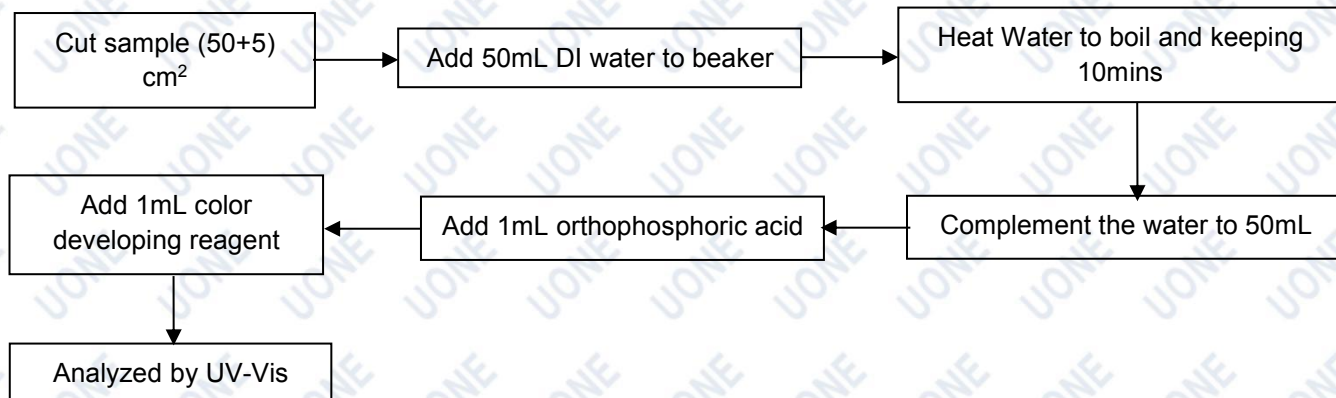 Cut sample (50+5)
cm²
Add 50mL DI water to beaker
Heat Water to boil and keeping
10mins
Complement the water to 50mL
Add 1mL orthophosphoric acid
Add 1mL color
developing reagent
Analyzed by UV-Vis
UONE